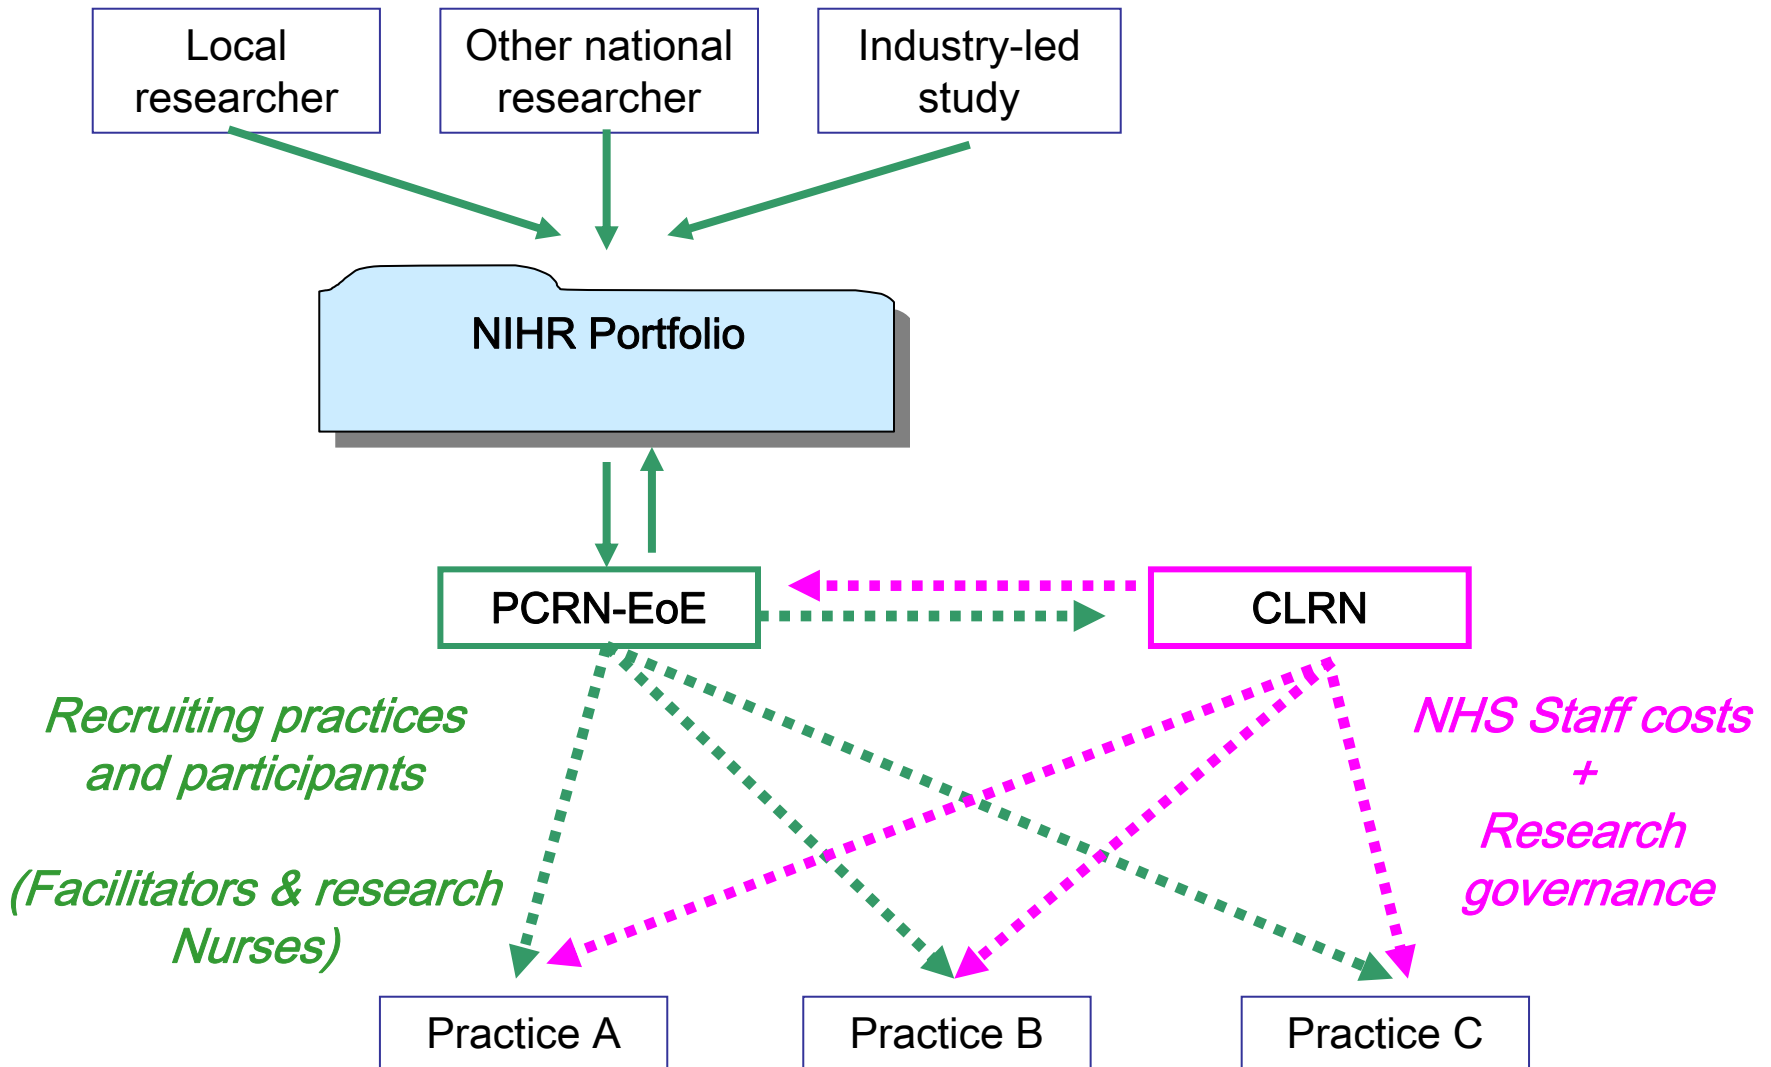 Local
researcher
Other national
researcher
Industry-led
study
NIHR Portfolio
PCRN-EoE
CLRN
Recruiting practices
and participants
(Facilitators & research
Nurses)
NHS Staff costs
+
Research
governance
Practice A
Practice B
Practice C